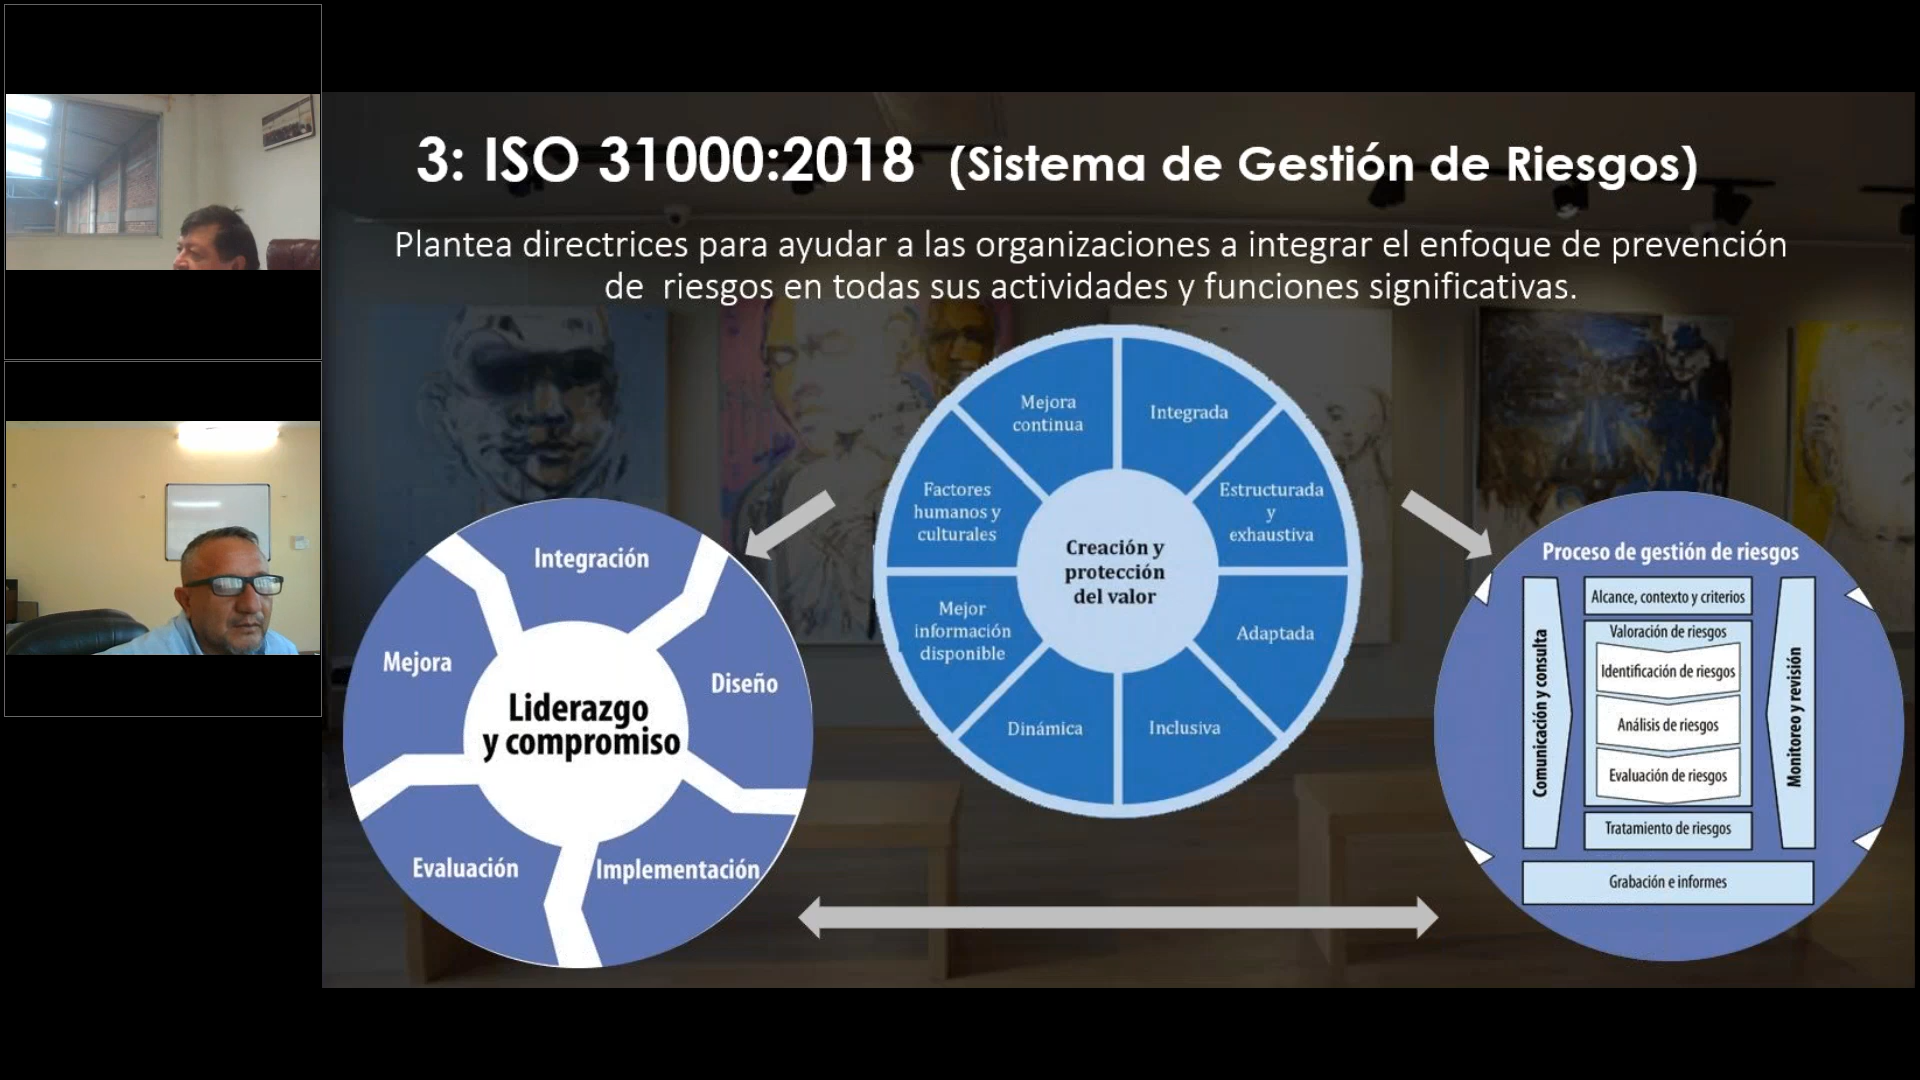 3: ISO 31000:2018 (Sistema de Gestión de Riesgos)
Plantea directrices para ayudar a las organizaciones a integrar el enfoque de prevención
de riesgos en todas sus actividades y funciones significativas.
Integración
Diseño
Implementación
Evaluación
Mejora
Liderazgo
y compromiso
Mejora
continua
Integrada
Estructurada
y
exhaustiva
Adaptada
Inclusiva
Dinámica
Mejor
información
disponible
Factores
humanos y
culturales
Creación y
protección
del valor
Proceso de gestión de riesgos
Comunicación y consulta
Alcance, contexto y criterios
Valoración de riesgos
Identificación de riesgos
Análisis de riesgos
Evaluación de riesgos
Tratamiento de riesgos
Monitoreo y revisión
Grabación e informes